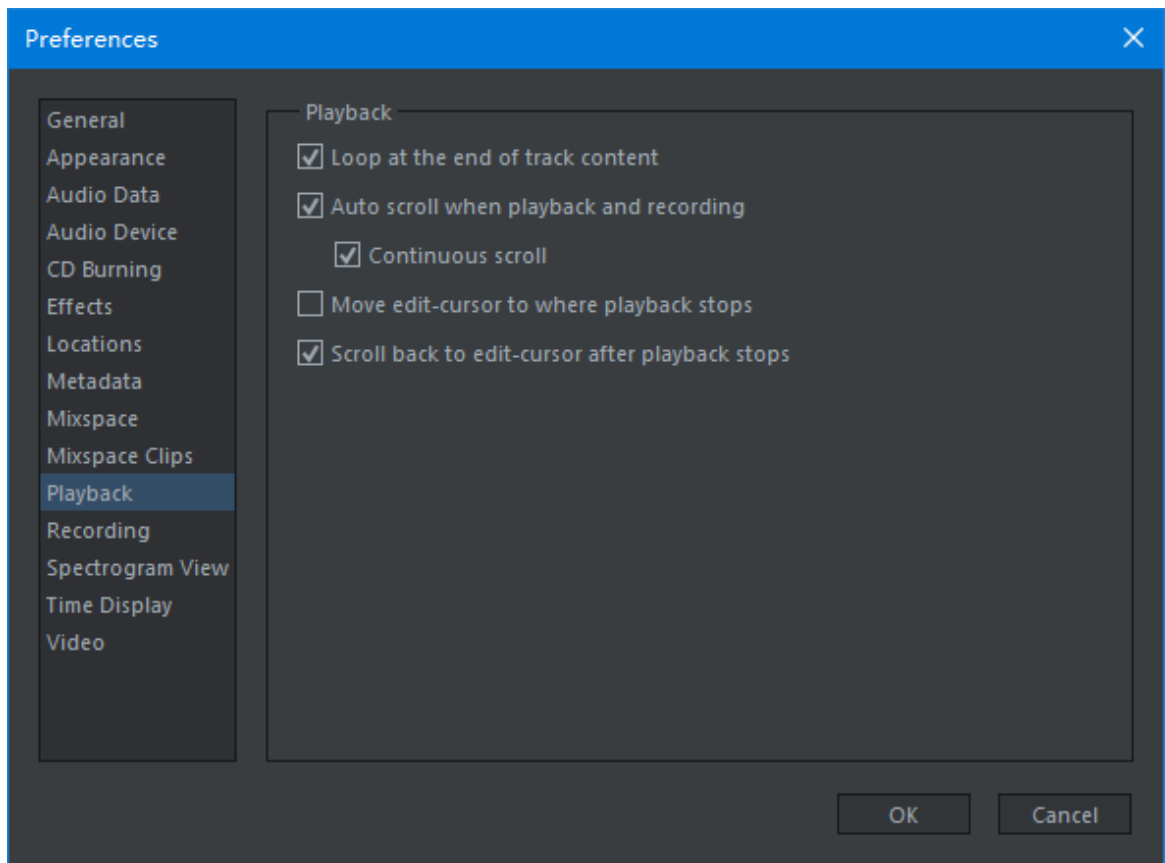 Preferences
General
Appearance
Audio Data
Audio Device
CD Burning
Effects
Locations
Metadata
Mixspace
Mixspace Clips
Playback
Recording
Spectrogram View
Time Display
Video
Playback
Loop at the end of track content
Auto scroll when playback and recording
Continuous scroll
Move edit-cursor to where playback stops
Scroll back to edit-cursor after playback stops
OK
Cancel